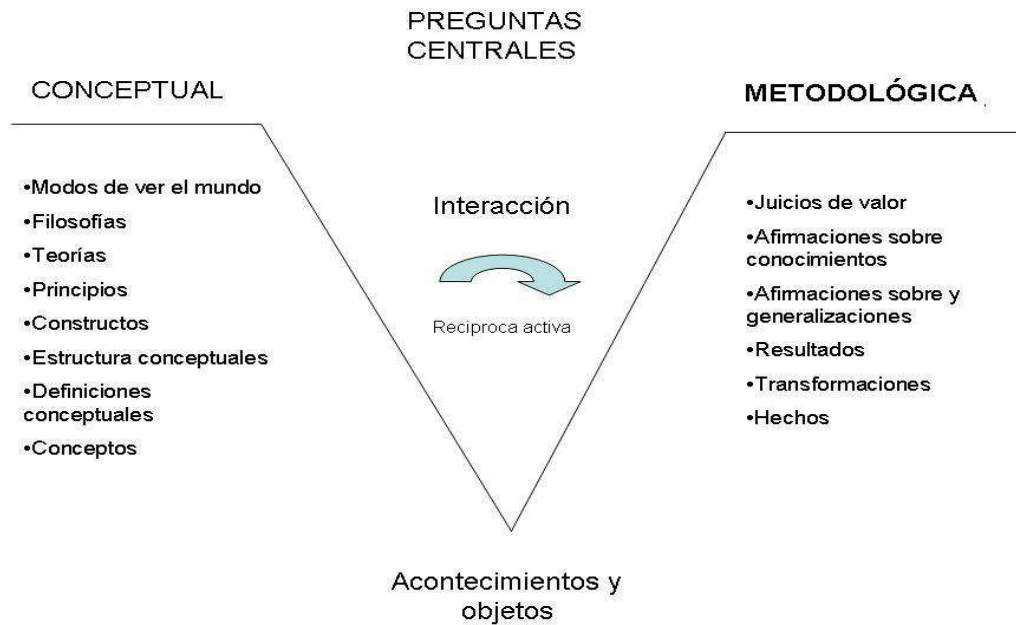 PREGUNTAS
CENTRALES
CONCEPTUAL
•Modos de ver el mundo
•Filosofías
•Teorías
•Principios
•Constructos
•Estructura conceptuales
•Definiciones
conceptuales
•Conceptos
Interacción
Reciproca activa
METODOLÓGICA .
•Juicios de valor
•Afirmaciones sobre
conocimientos
•Afirmaciones sobre y
generalizaciones
•Resultados
•Transformaciones
•Hechos
Acontecimientos y
objetos